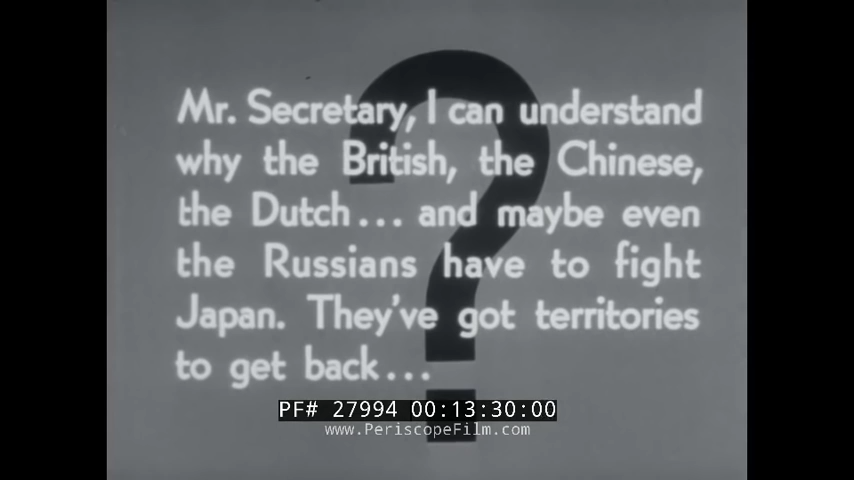 Mr. Secretary, I can understand
why the British, the Chinese,
the Dutch... and maybe even
the Russians have to fight
Japan. They've got territories
to get back...
PF# 27994 00:13:30:00
www.PeriscopeFilm.com